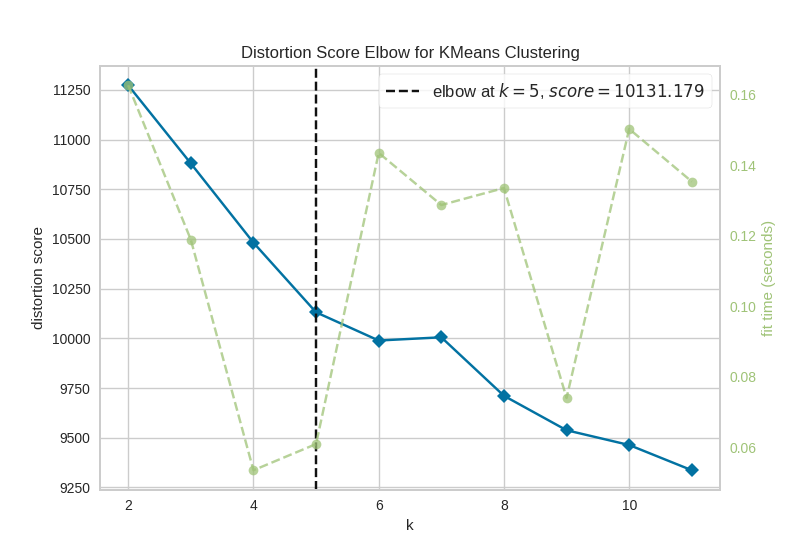 Distortion Score Elbow for KMeans Clustering
elbow at k = 5, score = 10131.179
distortion score
11250
11000
10750
10500
10250
10000
9750
9500
9250
0.16
0.14
0.12
0.10
0.08
0.06
fit time (seconds)
2 4 6 8 10
k